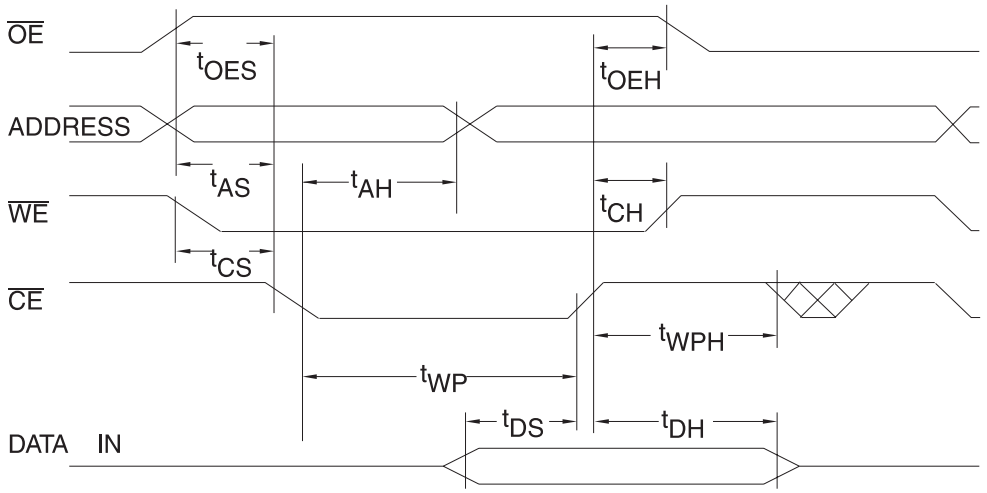 OE
tOES
tOEH
ADDRESS
tAS
tAH
tCH
WE
tCS
CE
tWPH
tWP
tDS
tDH
DATA IN